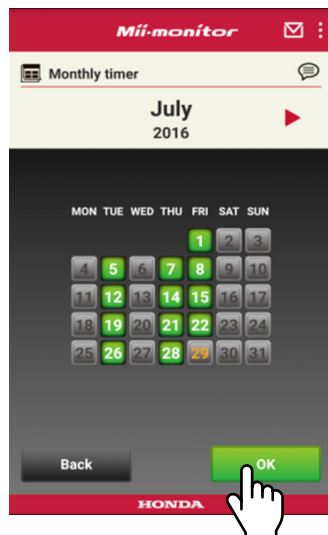 Mii-monitor
Monthly timer
July
2016
MON TUE WED THU FRI SAT SUN
1 2 3
4 5 6 7 8 9 10
11 12 13 14 15 16 17
18 19 20 21 22 23 24
25 26 27 28 29 30 31
Back OK
HONDA